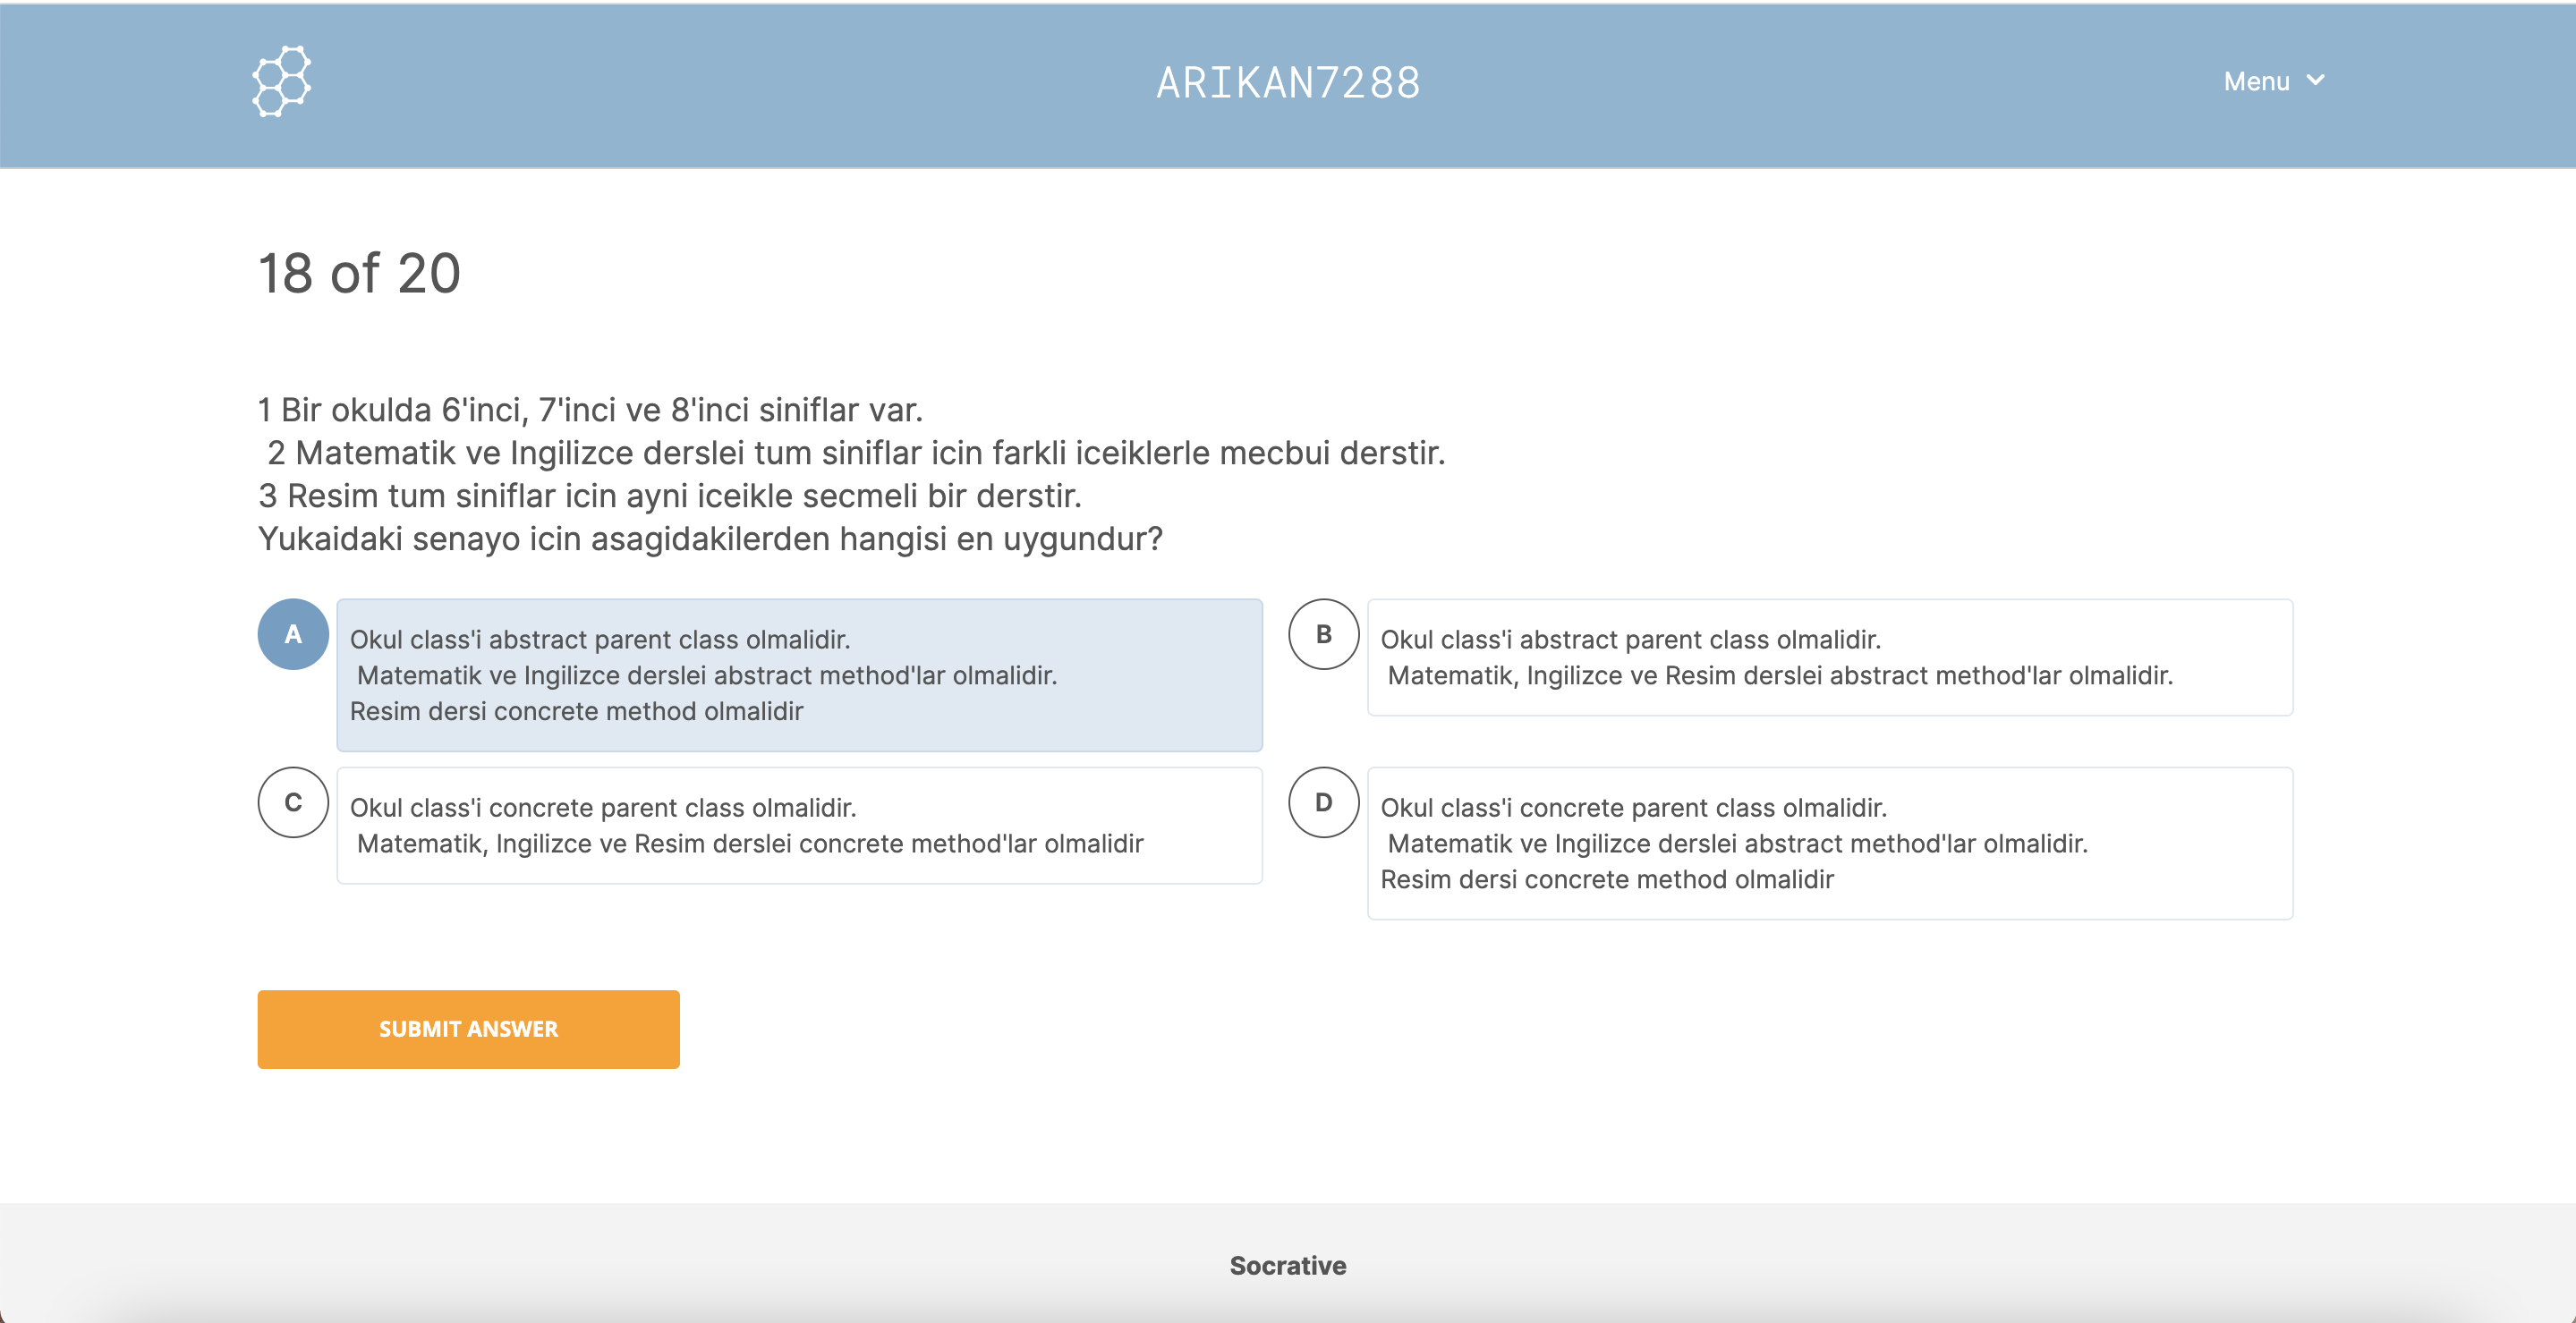 ARIKAN7288
Menu
18 of 20
1 Bir okulda 6'inci, 7'inci ve 8'inci siniflar var.
2 Matematik ve Ingilizce derslei tum siniflar icin farkli iceiklerle mecbui derstir.
3 Resim tum siniflar icin ayni iceikle secmeli bir derstir.
Yukaidaki senayo icin asagidakilerden hangisi en uygundur?
A
Okul class'i abstract parent class olmalidir.
Matematik ve Ingilizce derslei abstract method'lar olmalidir.
Resim dersi concrete method olmalidir
B
Okul class'i abstract parent class olmalidir.
Matematik, Ingilizce ve Resim derslei abstract method'lar olmalidir.
C
Okul class'i concrete parent class olmalidir.
Matematik, Ingilizce ve Resim derslei concrete method'lar olmalidir
D
Okul class'i concrete parent class olmalidir.
Matematik ve Ingilizce derslei abstract method'lar olmalidir.
Resim dersi concrete method olmalidir
SUBMIT ANSWER
Socrative